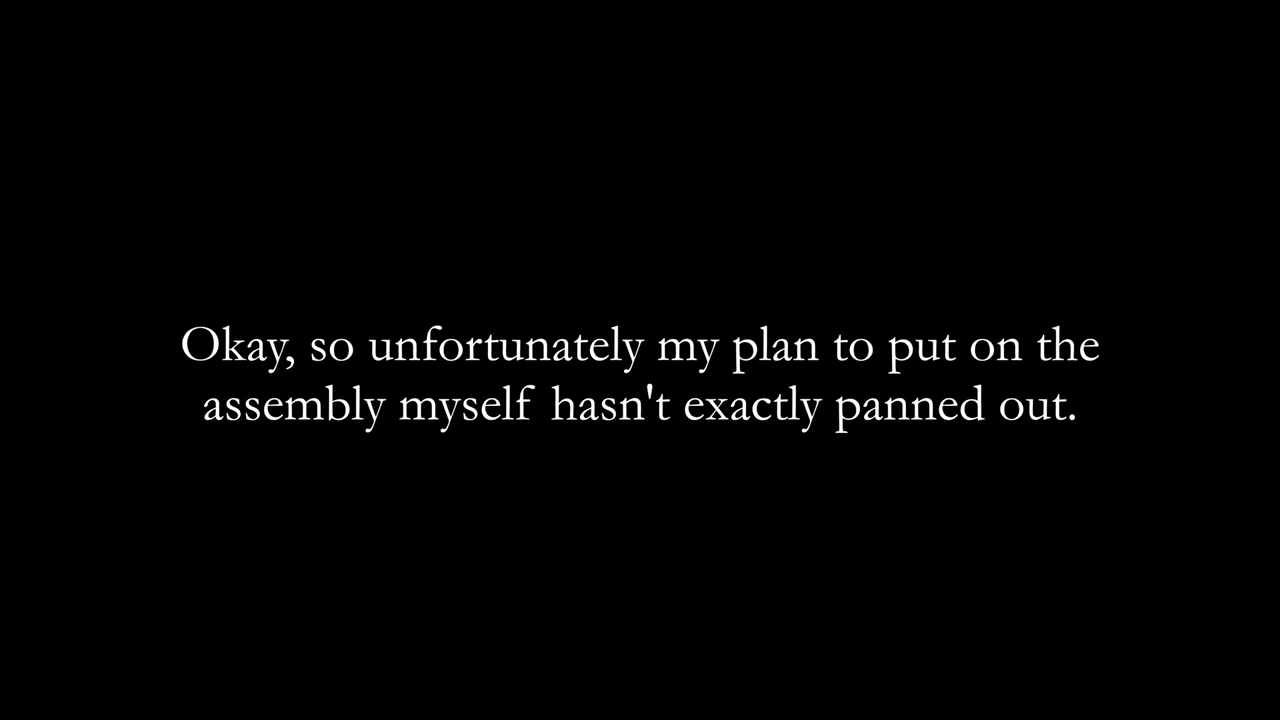 Okay, so unfortunately my plan to put on the
assembly myself hasn't exactly panned out.